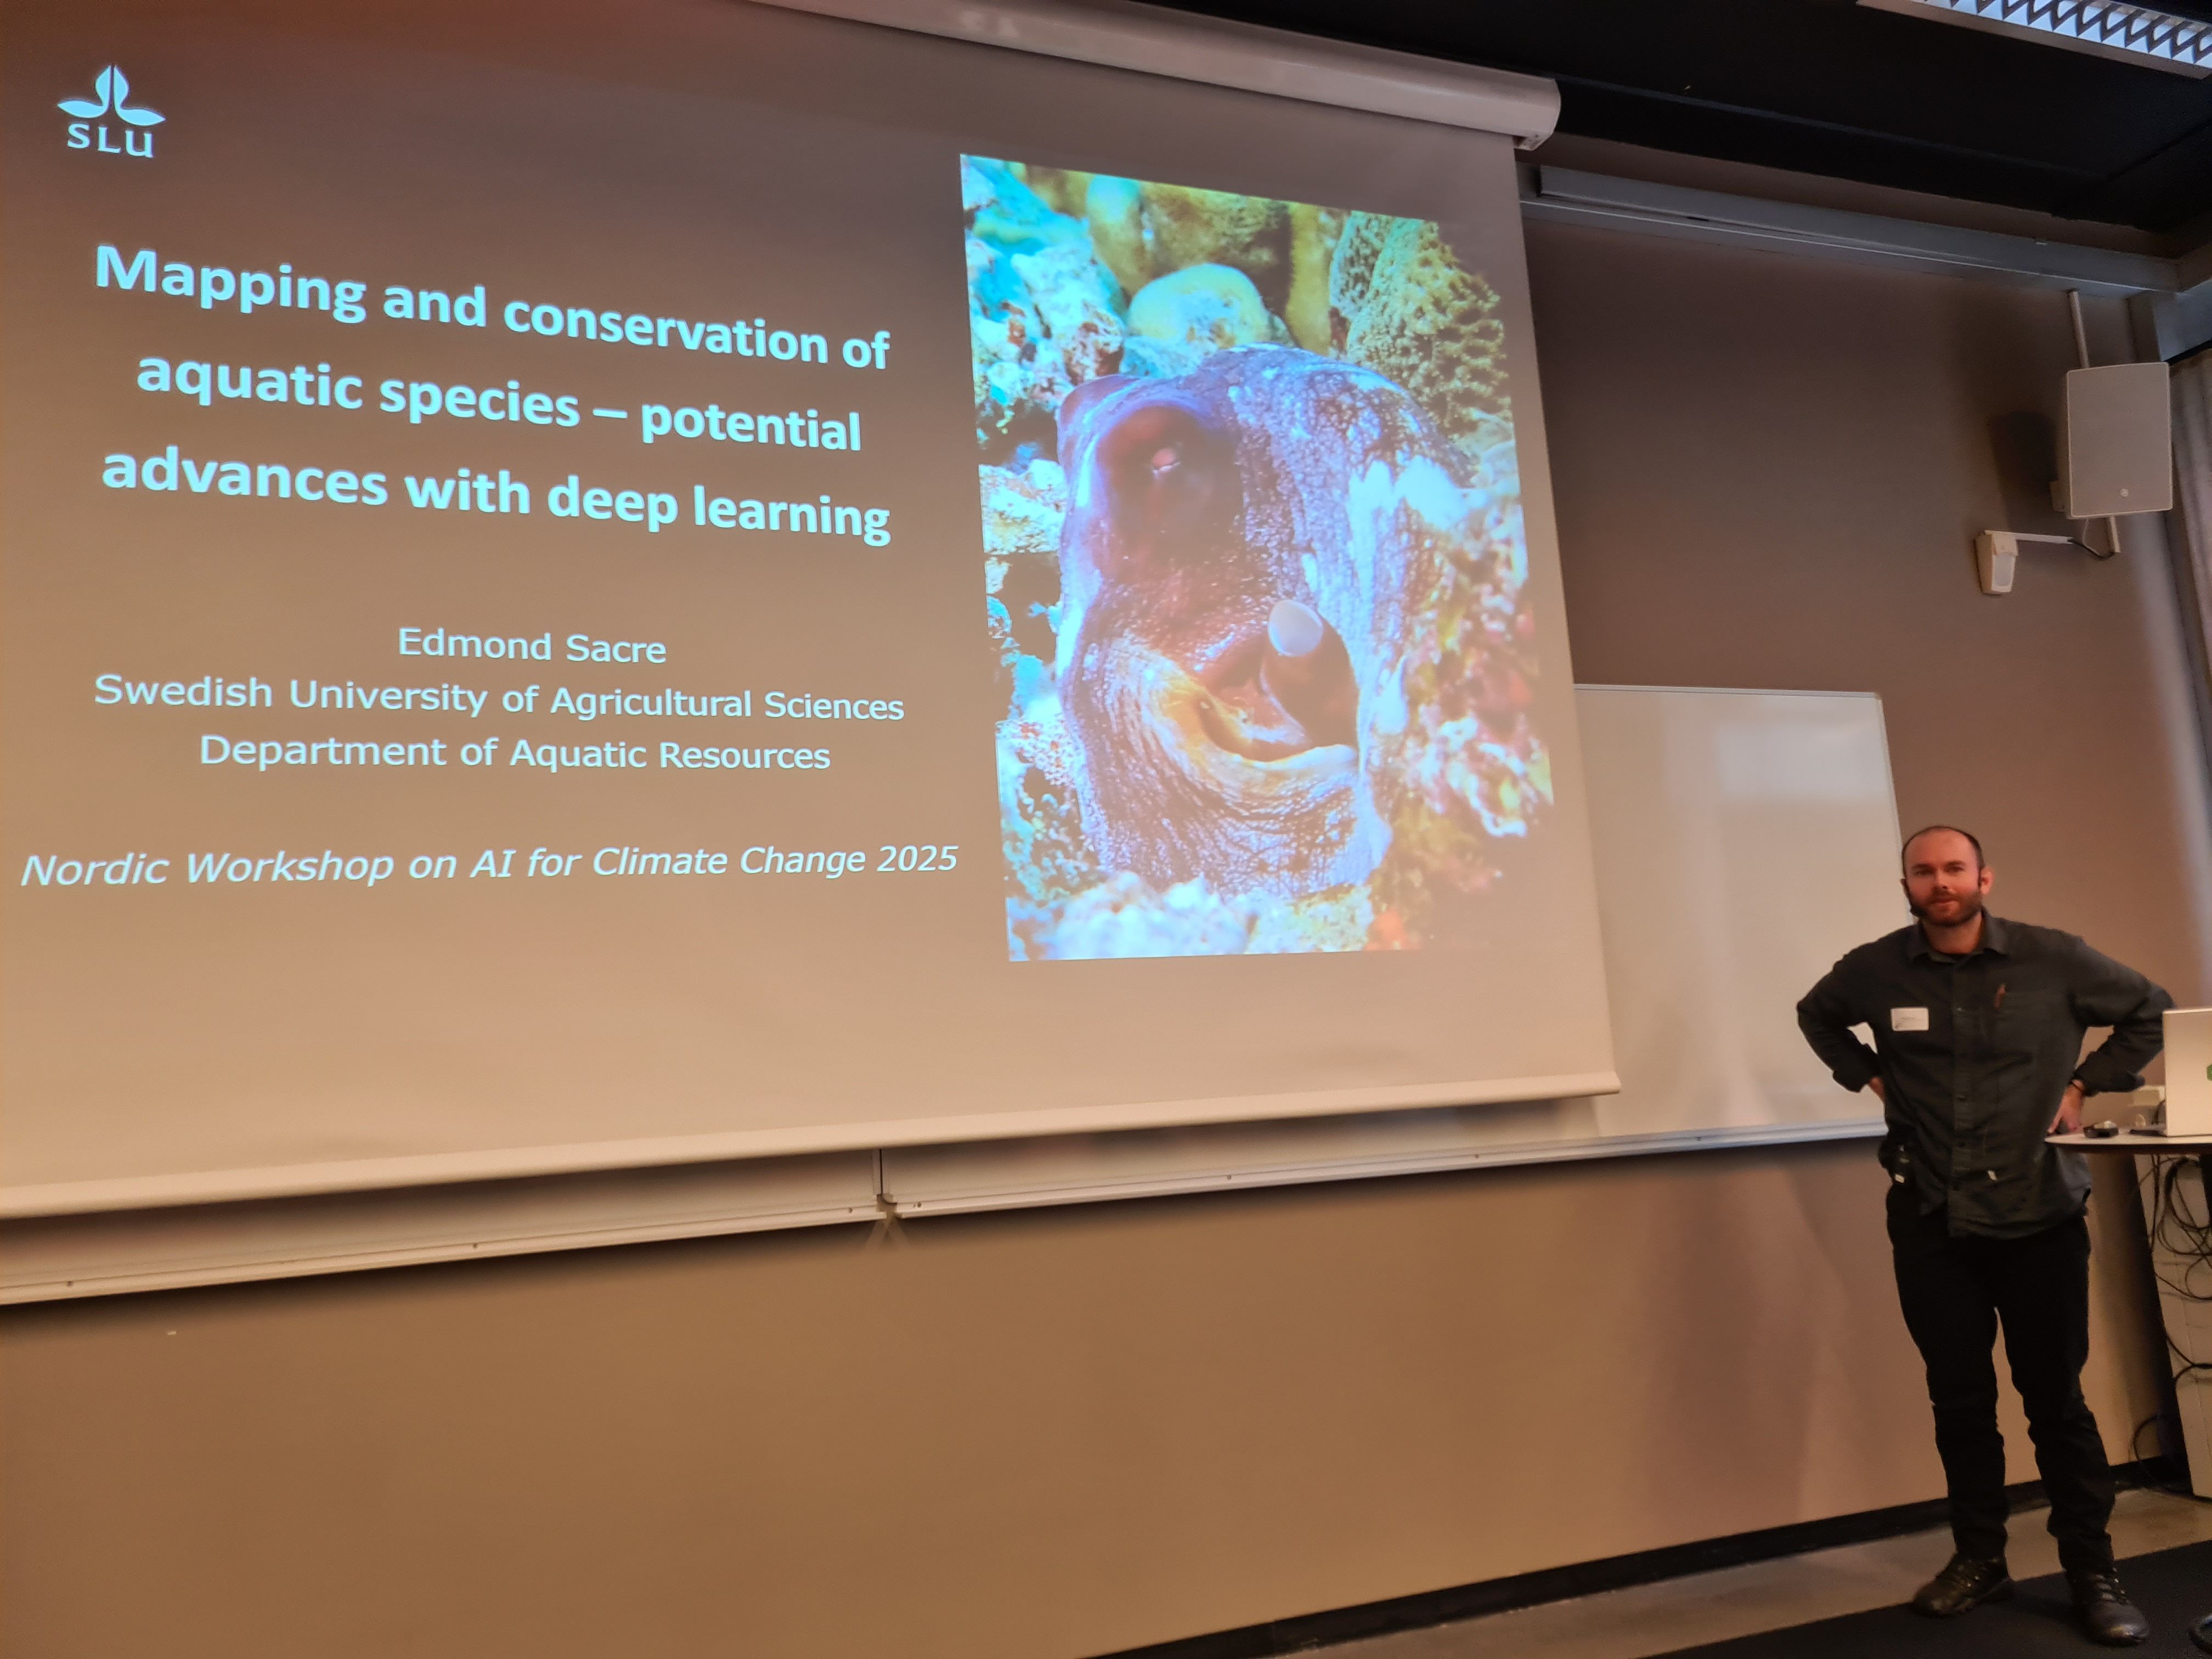 SLU
Mapping and conservation of
aquatic species – potential
advances with deep learning
Edmond Sacre
Swedish University of Agricultural Sciences
Department of Aquatic Resources
Nordic Workshop on AI for Climate Change 2025